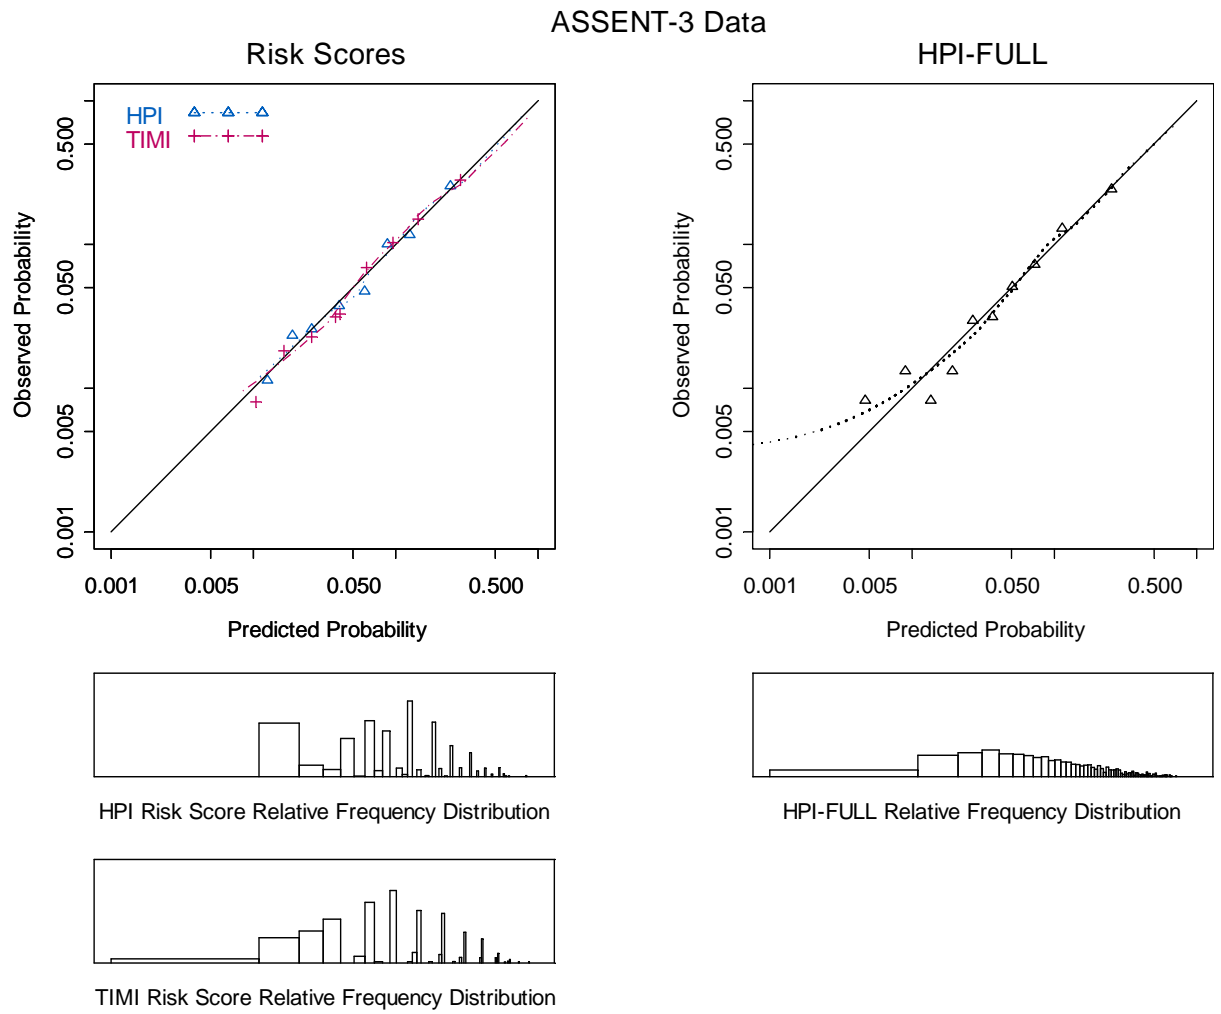 ASSENT-3 Data
Risk Scores
HPI
TIMI
Observed Probability
0.500
0.050
0.005
0.001
0.001 0.005 0.050 0.500
Predicted Probability
HPI Risk Score Relative Frequency Distribution
TIMI Risk Score Relative Frequency Distribution
HPI-FULL
Observed Probability
0.500
0.050
0.005
0.001
0.001 0.005 0.050 0.500
Predicted Probability
HPI-FULL Relative Frequency Distribution